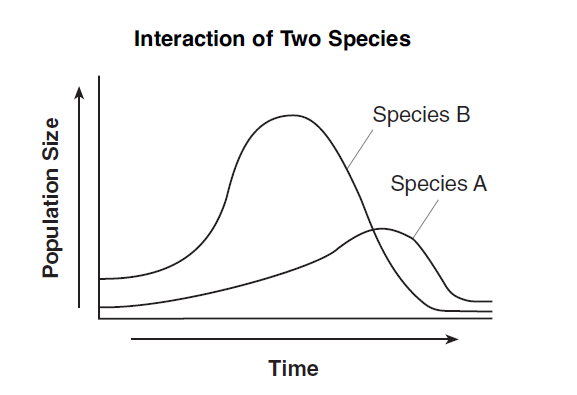 Interaction of Two Species
Species B
Species A
Population Size
Time